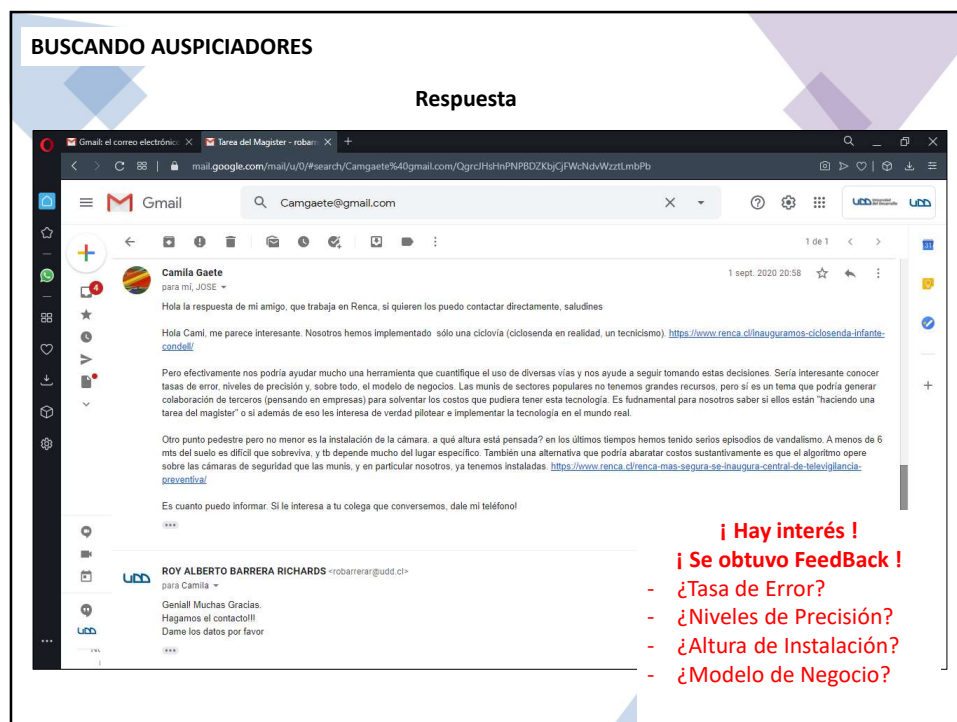 BUSCANDO AUSPICIADORES
Respuesta
Gmail: el correo electrónic
Tarea del Magister - robarr
mail.google.com/mail/u/0/#search/Camgaete%40gmail.com/QgrcJHsHnPNPBDZKbjCjFWcNdvWzztLmbPb
Gmail
Camgaete@gmail.com
UDD Universidad del Desarrollo
UDD
1 de 1
31
4
Camila Gaete
1 sept. 2020 20:58
para mí, JOSE
Hola la respuesta de mi amigo, que trabaja en Renca, si quieren los puedo contactar directamente, saludines
Hola Cami, me parece interesante. Nosotros hemos implementado sólo una ciclovía (ciclosenda en realidad, un tecnicismo). https://www.renca.cl/inauguramos-ciclosenda-infante-
condell/
Pero efectivamente nos podría ayudar mucho una herramienta que cuantifique el uso de diversas vías y nos ayude a seguir tomando estas decisiones. Sería interesante conocer
tasas de error, niveles de precisión y, sobre todo, el modelo de negocios. Las munis de sectores populares no tenemos grandes recursos, pero sí es un tema que podría generar
colaboración de terceros (pensando en empresas) para solventar los costos que pudiera tener esta tecnología. Es fudnamental para nosotros saber si ellos están "haciendo una
tarea del magister" o si además de eso les interesa de verdad pilotear e implementar la tecnología en el mundo real.
Otro punto pedestre pero no menor es la instalación de la cámara. a qué altura está pensada? en los últimos tiempos hemos tenido serios episodios de vandalismo. A menos de 6
mts del suelo es difícil que sobreviva, y tb depende mucho del lugar específico. También una alternativa que podría abaratar costos sustantivamente es que el algoritmo opere
sobre las cámaras de seguridad que las munis, y en particular nosotros, ya tenemos instaladas. https://www.renca.cl/renca-mas-segura-se-inaugura-central-de-televigilancia-
preventiva/
Es cuanto puedo informar. Si le interesa a tu colega que conversemos, dale mi teléfono!
¡ Hay interés !
¡ Se obtuvo FeedBack !
- ¿Tasa de Error?
- ¿Niveles de Precisión?
- ¿Altura de Instalación?
- ¿Modelo de Negocio?
UDD
ROY ALBERTO BARRERA RICHARDS <robarrerar@udd.cl>
para Camila
Genial! Muchas Gracias.
Hagamos el contacto!!!
Dame los datos por favor
UDD